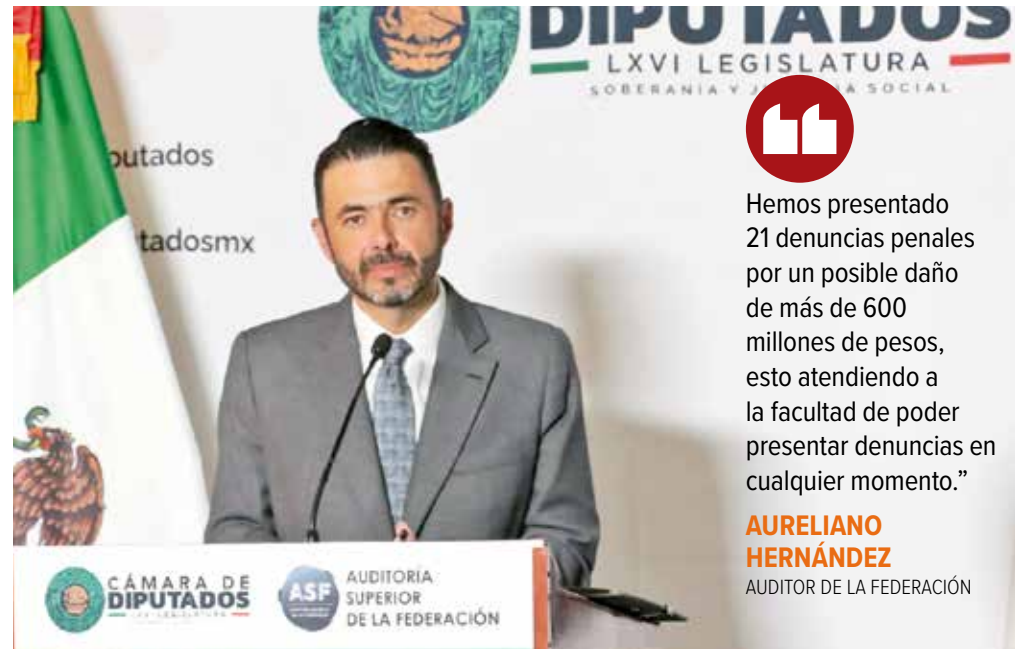 DIPUTADOS
LXVI LEGISLATURA
SOBERANÍA Y SOCIAL
putados
tadosmx
Hemos presentado
21 denuncias penales
por un posible daño
de más de 600
millones de pesos,
esto atendiendo a
la facultad de poder
presentar denuncias en
cualquier momento.”
AURELIANO
HERNÁNDEZ
AUDITOR DE LA FEDERACIÓN
CÁMARA DE
DIPUTADOS
ASF
AUDITORÍA
SUPERIOR
DE LA FEDERACIÓN